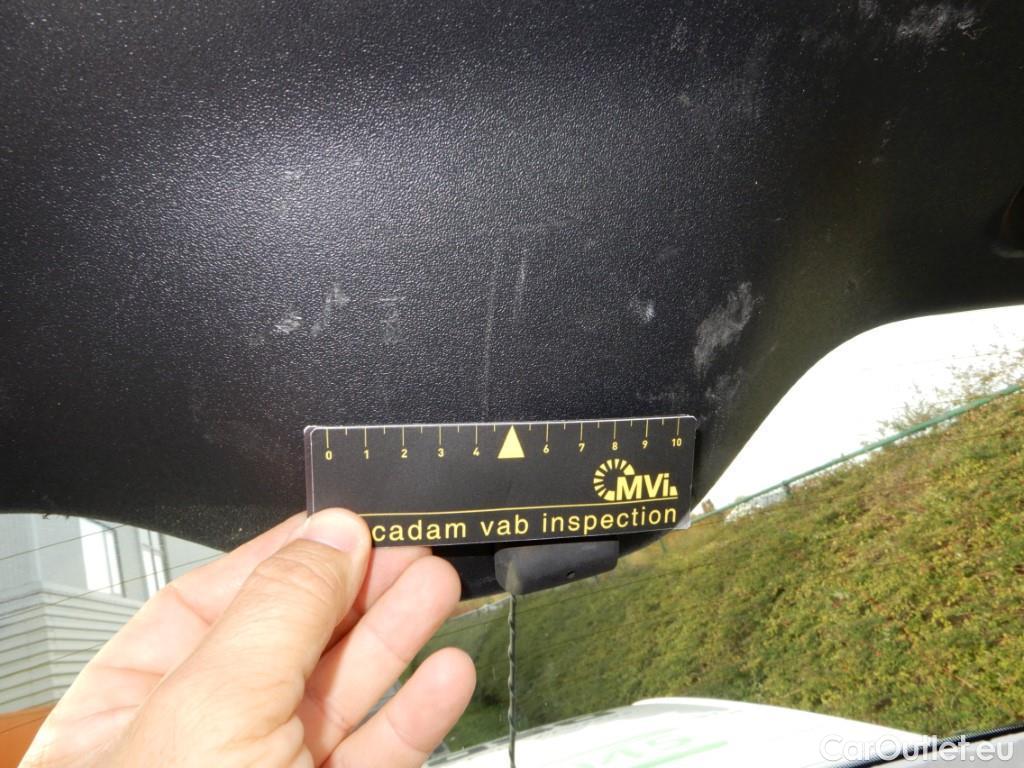 0 1 2 3 4 6 7 8 9 10
MVi
cadam vab inspection
CarOutlet.eu